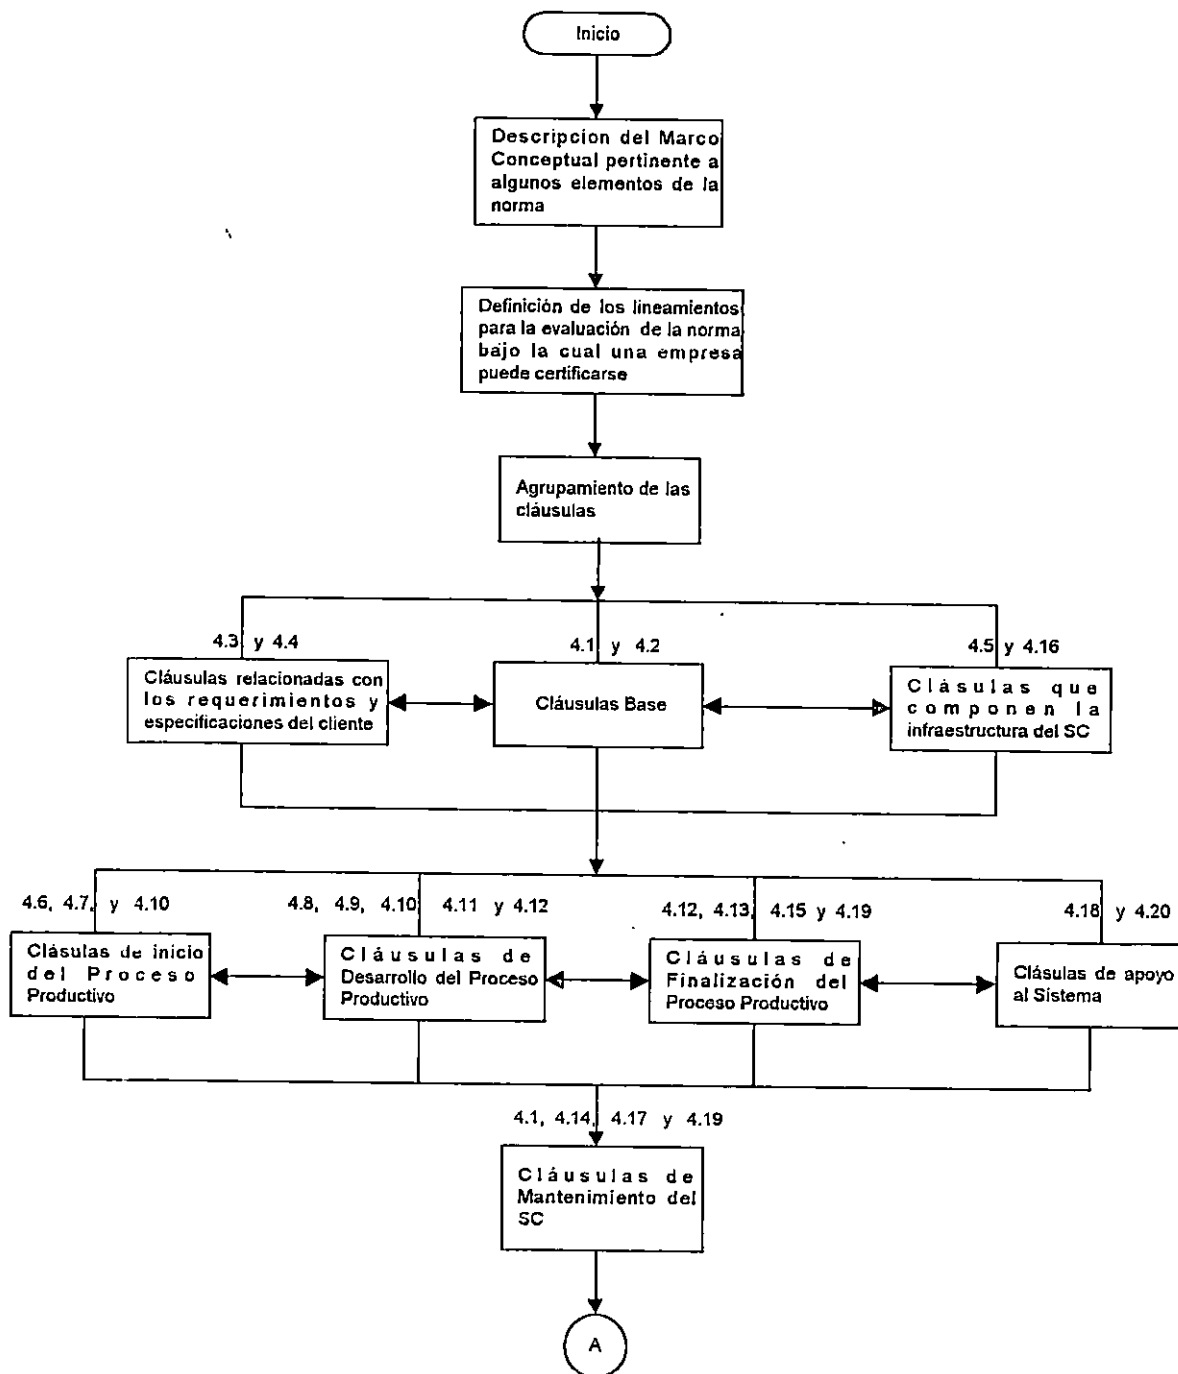 Inicio
Descripcion del Marco
Conceptual pertinente a
algunos elementos de la
norma
Definición de los lineamientos
para la evaluación de la norma
bajo la cual una empresa
puede certificarse
Agrupamiento de las
cláusulas
4.3 y 4.4
4.1 y 4.2
4.5 y 4.16
Cláusulas relacionadas con
los requerimientos y
especificaciones del cliente
Cláusulas Base
Clásulas que
componen la
infraestructura del SC
4.6, 4.7, y 4.10
4.8, 4.9, 4.10 4.11 y 4.12
4.12, 4.13, 4.15 y 4.19
4.18 y 4.20
Clásulas de inicio
del Proceso
Productivo
Cláusulas de
Desarrollo del Proceso
Productivo
Cláusulas de
Finalización del
Proceso Productivo
Clásulas de apoyo
al Sistema
4.1, 4.14, 4.17 y 4.19
Cláusulas de
Mantenimiento del
SC
A